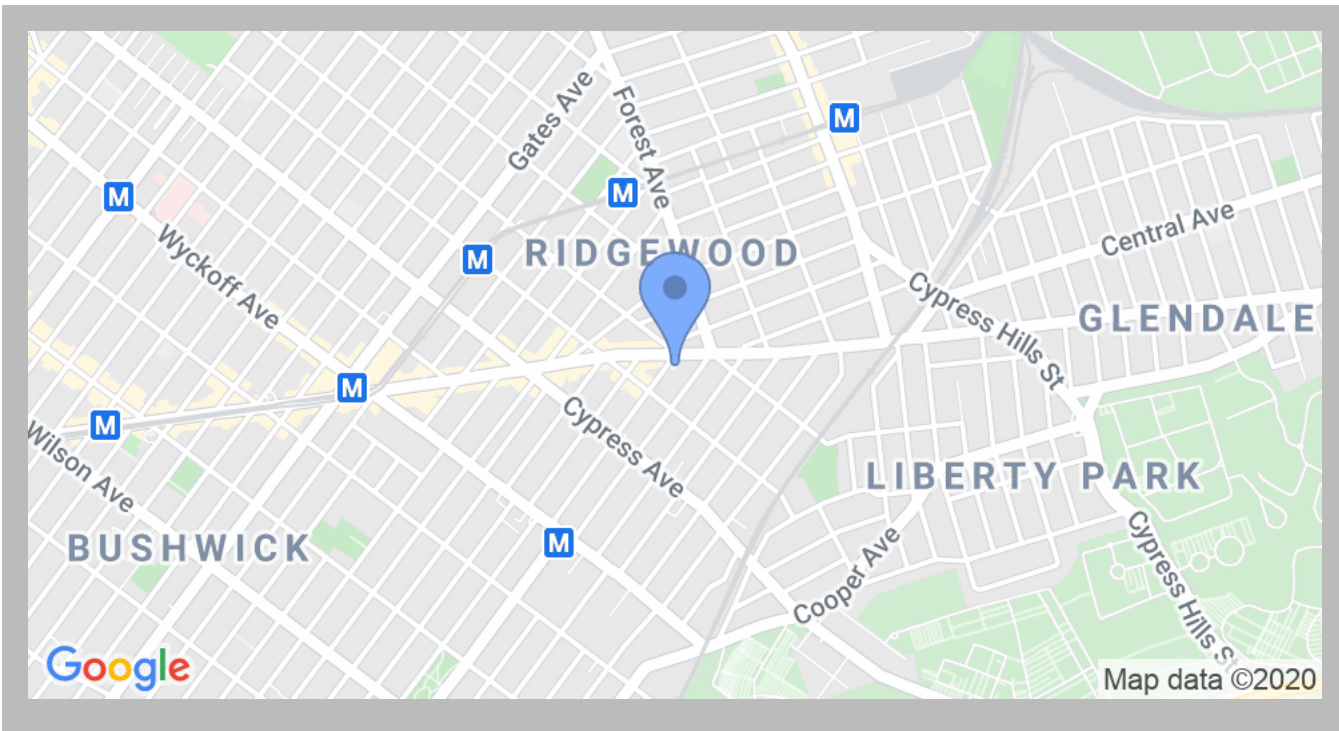 M
Gates Ave
Forest Ave
M
M
Wyckoff Ave
M
RIDGEWOOD
Central Ave
Cypress Hills St
GLENDALE
M
M
Cypress Ave
Wilson Ave
LIBERTY PARK
BUSHWICK
M
Cooper Ave
Cypress Hills St
Google
Map data ©2020